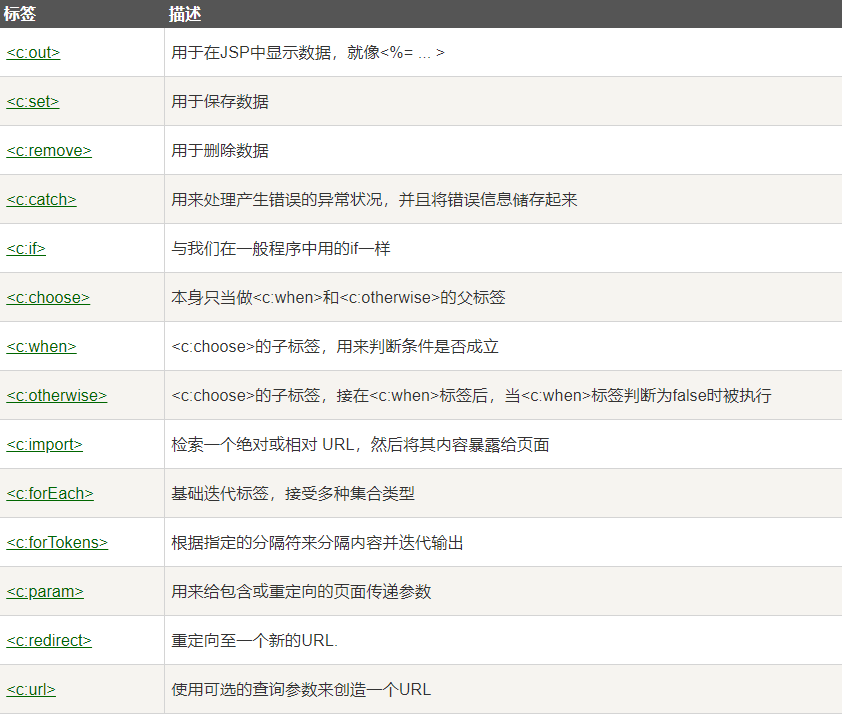 标签 描述
<c:out> 用于在JSP中显示数据，就像<%= ... >
<c:set> 用于保存数据
<c:remove> 用于删除数据
<c:catch> 用来处理产生错误的异常状况，并且将错误信息储存起来
<c:if> 与我们在一般程序中用的if一样
<c:choose> 本身只当做<c:when>和<c:otherwise>的父标签
<c:when> <c:choose>的子标签，用来判断条件是否成立
<c:otherwise> <c:choose>的子标签，接在<c:when>标签后，当<c:when>标签判断为false时被执行
<c:import> 检索一个绝对或相对 URL，然后将其内容暴露给页面
<c:forEach> 基础迭代标签，接受多种集合类型
<c:forTokens> 根据指定的分隔符来分隔内容并迭代输出
<c:param> 用来给包含或重定向的页面传递参数
<c:redirect> 重定向至一个新的URL.
<c:url> 使用可选的查询参数来创造一个URL